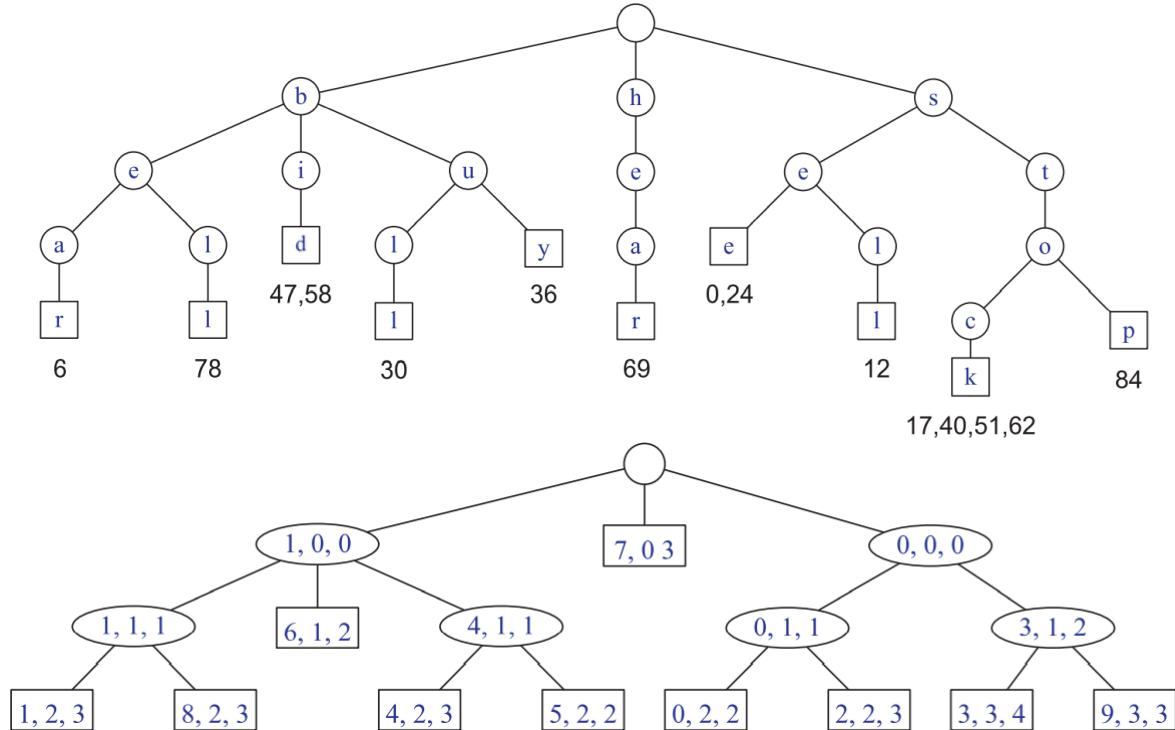 b h s
e i u e e t
a l d l y a e l o
47,58 36 0,24
r l l r l c p
6 78 30 69 12 k 84
17,40,51,62
1, 0, 0 7, 0 3 0, 0, 0
1, 1, 1 6, 1, 2 4, 1, 1 0, 1, 1 3, 1, 2
1, 2, 3 8, 2, 3 4, 2, 3 5, 2, 2 0, 2, 2 2, 2, 3 3, 3, 4 9, 3, 3